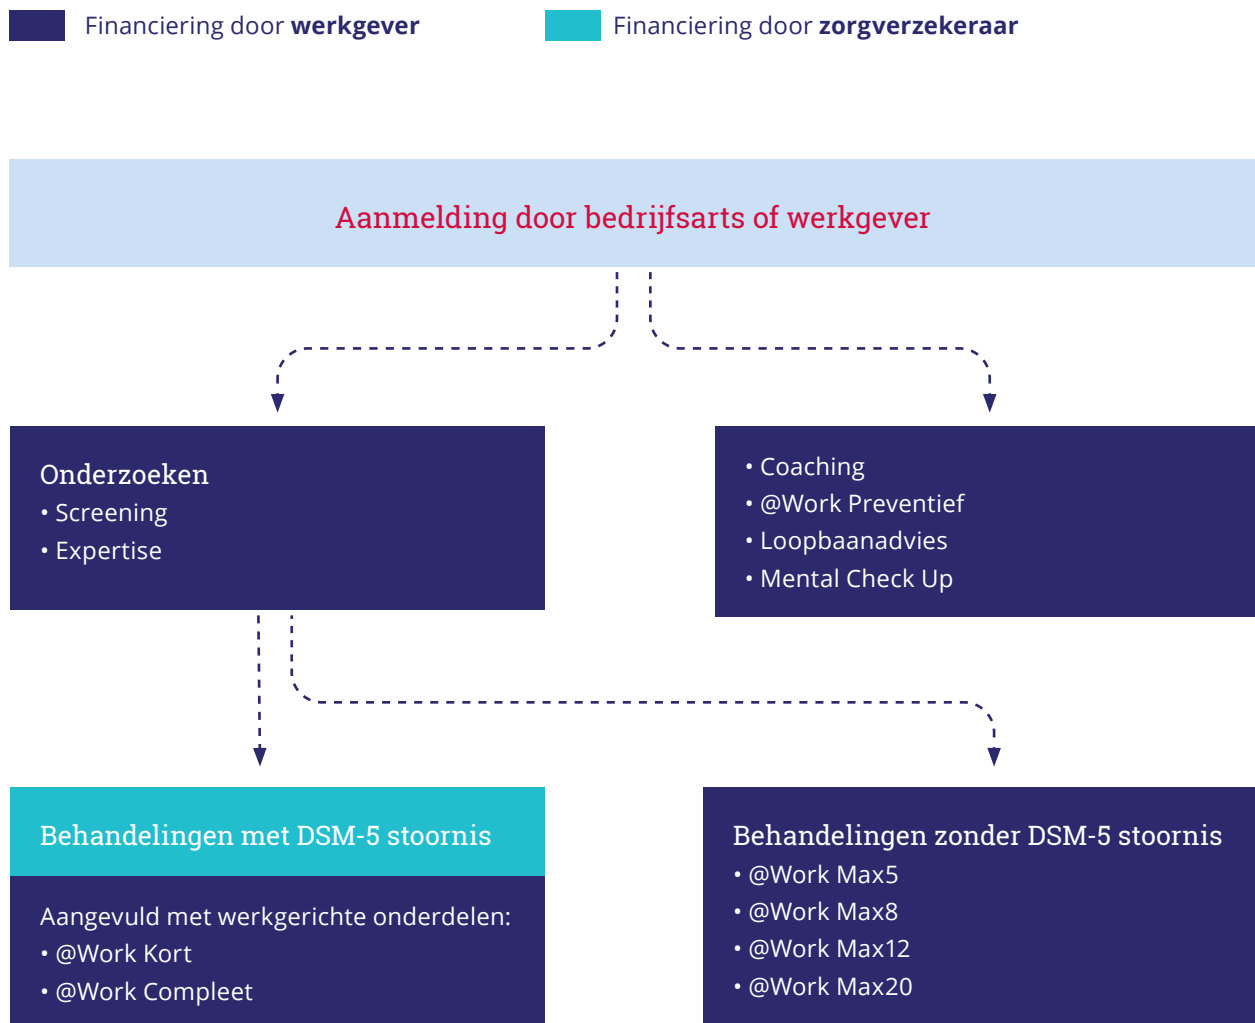 Financiering door werkgever
Financiering door zorgverzekeraar
Aanmelding door bedrijfsarts of werkgever
Onderzoeken
• Screening
• Expertise
• Coaching
• @Work Preventief
• Loopbaanadvies
• Mental Check Up
Behandelingen met DSM-5 stoornis
Aangevuld met werkgerichte onderdelen:
• @Work Kort
• @Work Compleet
Behandelingen zonder DSM-5 stoornis
• @Work Max5
• @Work Max8
• @Work Max12
• @Work Max20